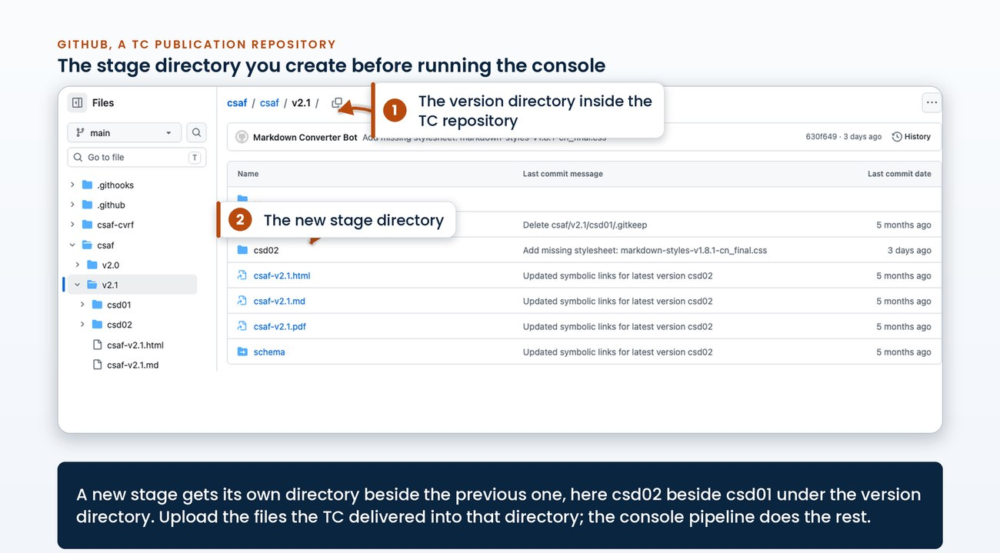 GITHUB, A TC PUBLICATION REPOSITORY
The stage directory you create before running the console
Files
csaf / csaf / v2.1 /
1 The version directory inside the
TC repository
main
Markdown Converter Bot Add missing stylesheet: markdown-styles-v1.8.1-cn_final.css
630f649 · 3 days ago
History
Go to file T
Name Last commit message Last commit date
.githooks
.github
csaf-cvrf
csaf
v2.0
v2.1
csd01
csd02
csaf-v2.1.html
csaf-v2.1.md
2 The new stage directory
Delete csaf/v2.1/csd01/.gitkeep 5 months ago
csd02 Add missing stylesheet: markdown-styles-v1.8.1-cn_final.css 3 days ago
csaf-v2.1.html Updated symbolic links for latest version csd02 5 months ago
csaf-v2.1.md Updated symbolic links for latest version csd02 5 months ago
csaf-v2.1.pdf Updated symbolic links for latest version csd02 5 months ago
schema Updated symbolic links for latest version csd02 5 months ago
A new stage gets its own directory beside the previous one, here csd02 beside csd01 under the version
directory. Upload the files the TC delivered into that directory; the console pipeline does the rest.